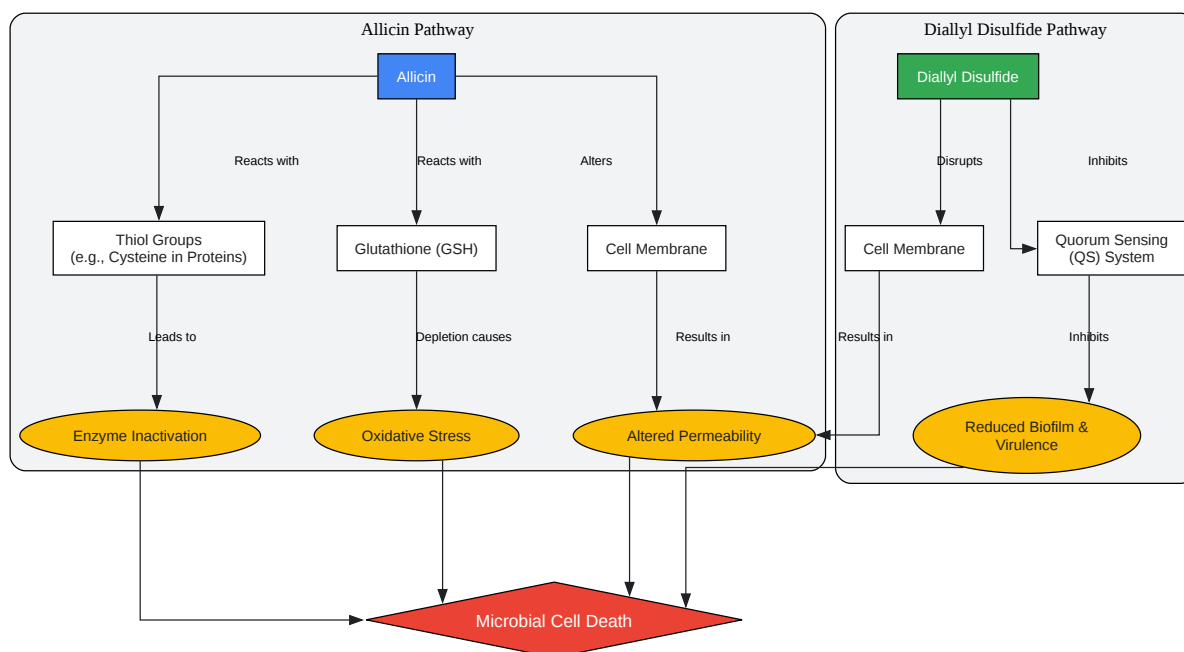 Allicin Pathway
Diallyl Disulfide Pathway
Allicin
Diallyl Disulfide
Reacts with
Reacts with
Alters
Disrupts
Inhibits
Thiol Groups
(e.g., Cysteine in Proteins)
Glutathione (GSH)
Cell Membrane
Cell Membrane
Quorum Sensing
(QS) System
Leads to
Depletion causes
Results in
Results in
Inhibits
Enzyme Inactivation
Oxidative Stress
Altered Permeability
Reduced Biofilm &
Virulence
Microbial Cell Death